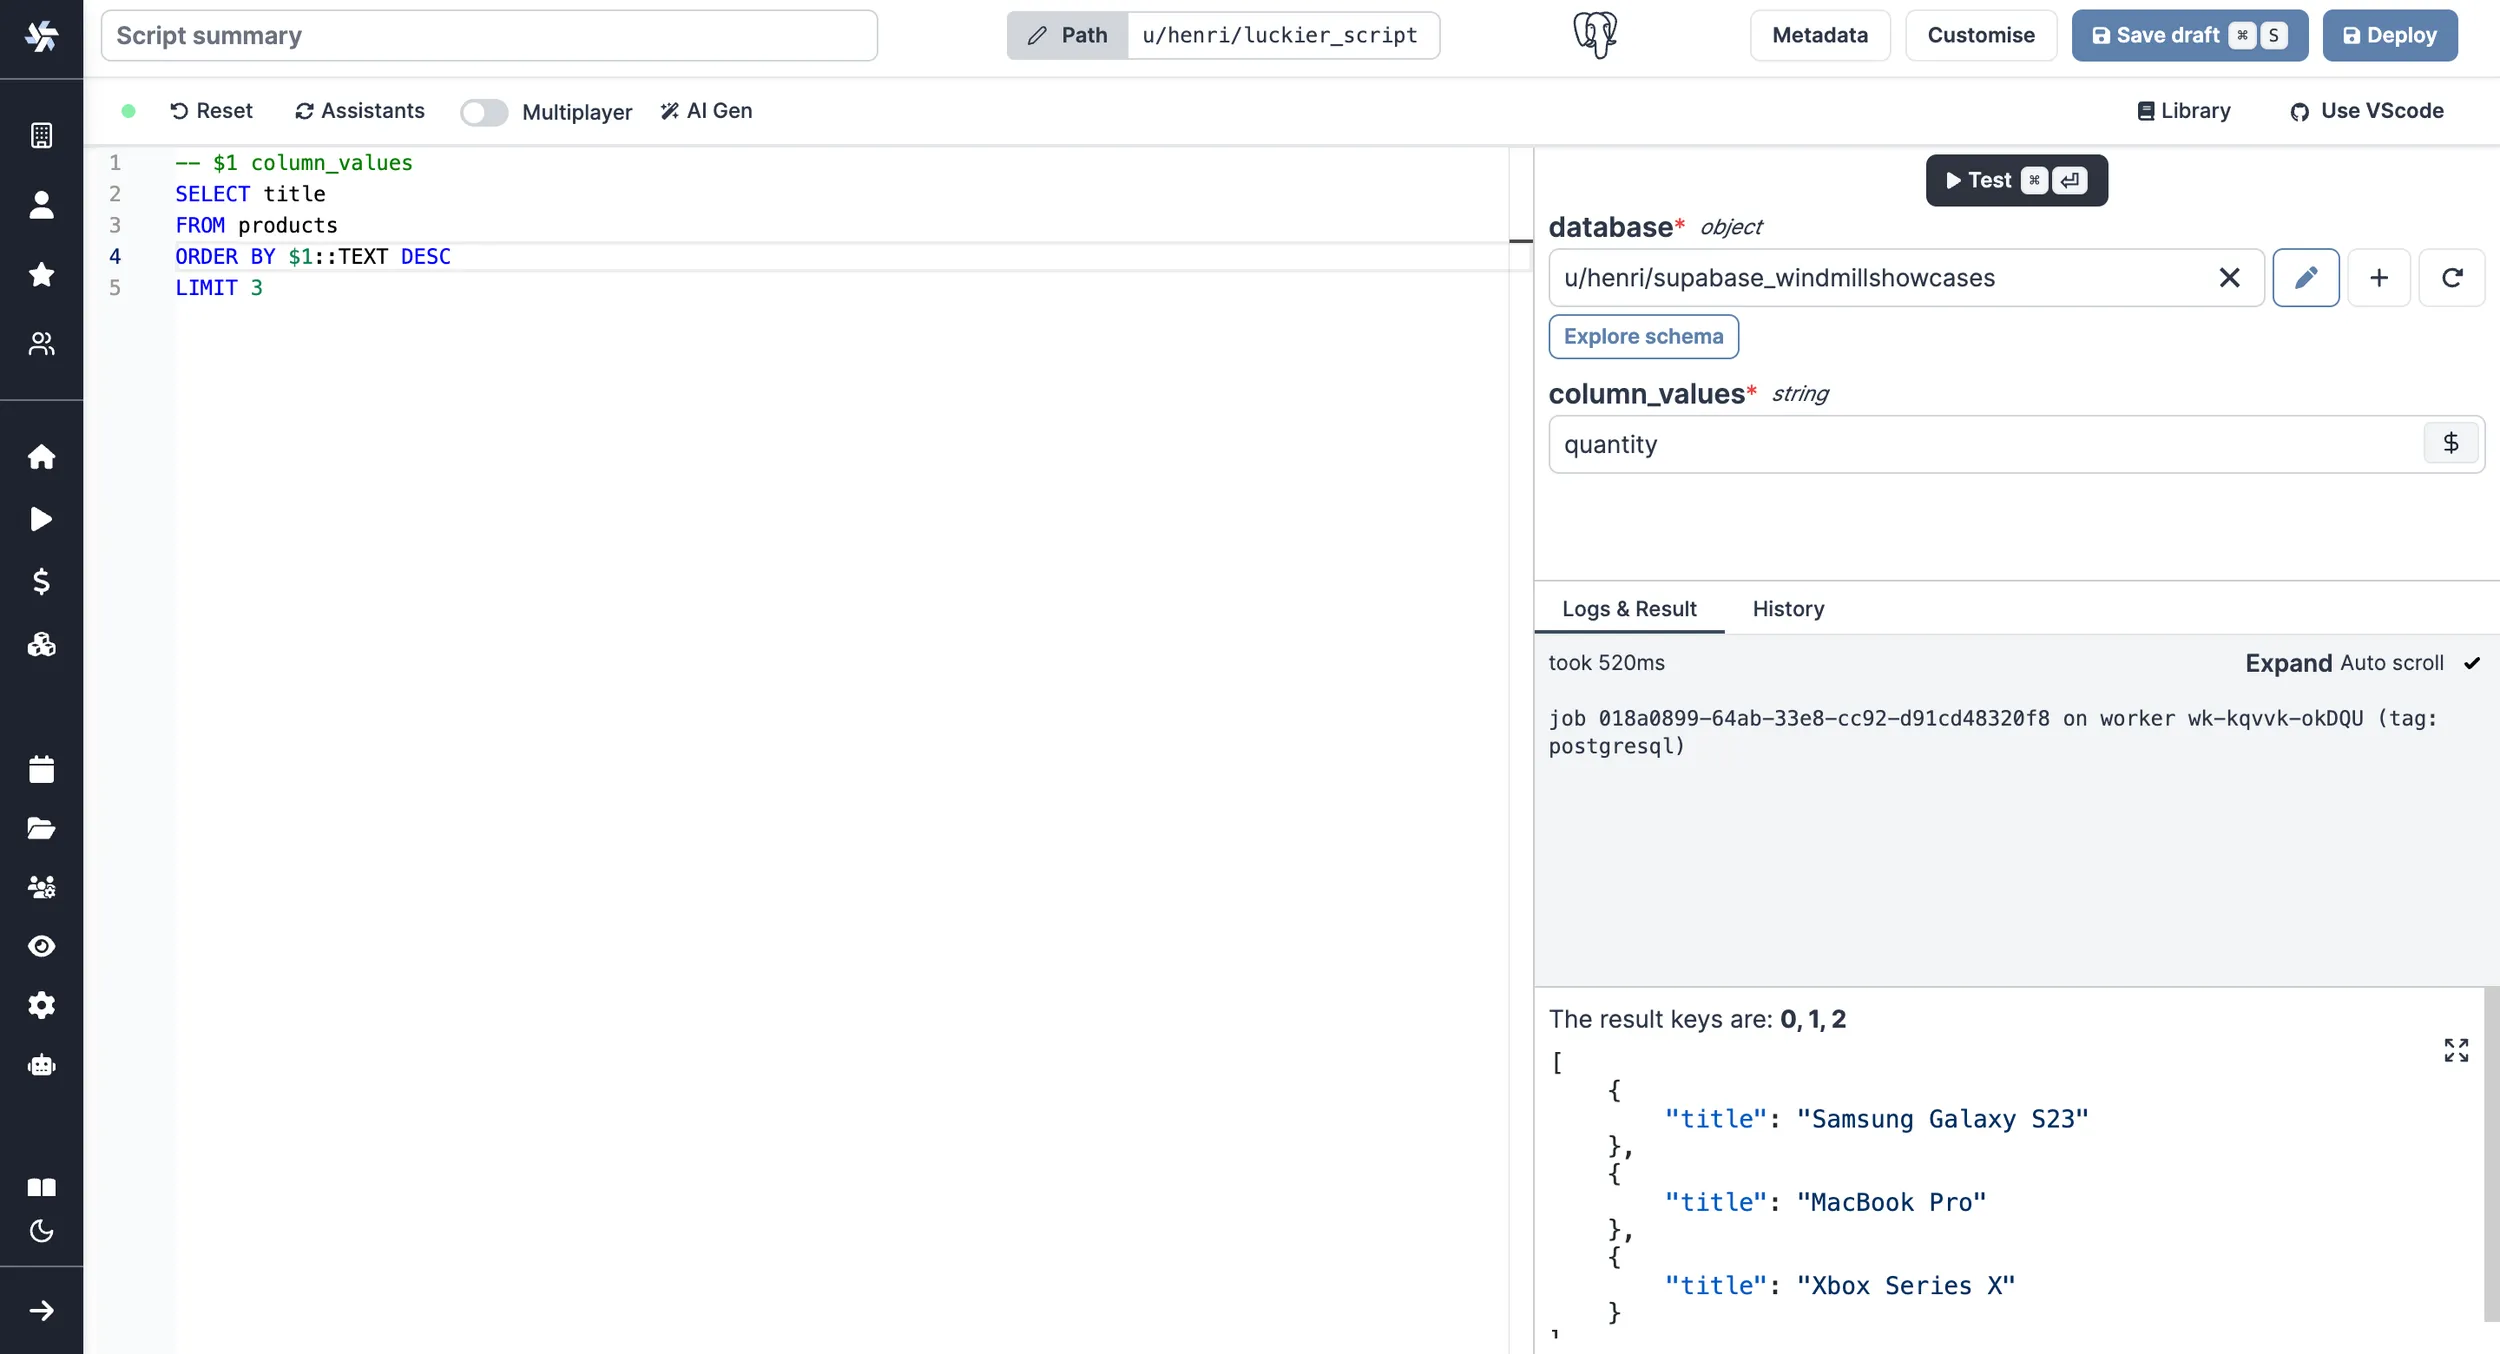 Script summary
Path
u/henri/luckier_script
Metadata
Customise
Save draft ⌘ S
Deploy
Reset
Assistants
Multiplayer
AI Gen
Library
Use VScode
1 -- $1 column_values
2 SELECT title
3 FROM products
4 ORDER BY $1::TEXT DESC
5 LIMIT 3
Test ⌘
database* object
u/henri/supabase_windmillshowcases
Explore schema
column_values* string
quantity
$
Logs & Result
History
took 520ms
Expand Auto scroll
job 018a0899-64ab-33e8-cc92-d91cd48320f8 on worker wk-kqvvk-okDQU (tag:
postgresql)
The result keys are: 0, 1, 2
[
{
"title": "Samsung Galaxy S23"
},
{
"title": "MacBook Pro"
},
{
"title": "Xbox Series X"
}
]